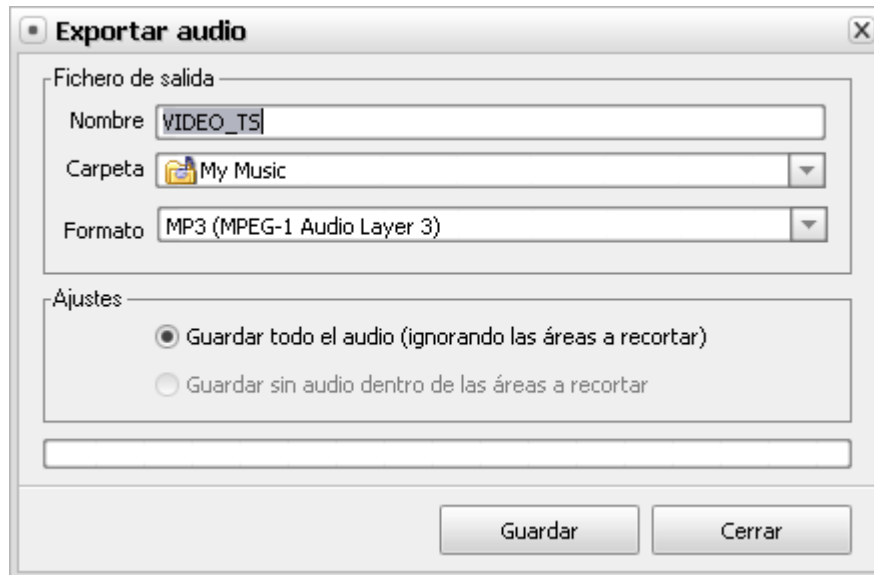 Exportar audio
Fichero de salida
Nombre VIDEO_TS
Carpeta My Music
Formato MP3 (MPEG-1 Audio Layer 3)
Ajustes
Guardar todo el audio (ignorando las áreas a recortar)
Guardar sin audio dentro de las áreas a recortar
Guardar Cerrar